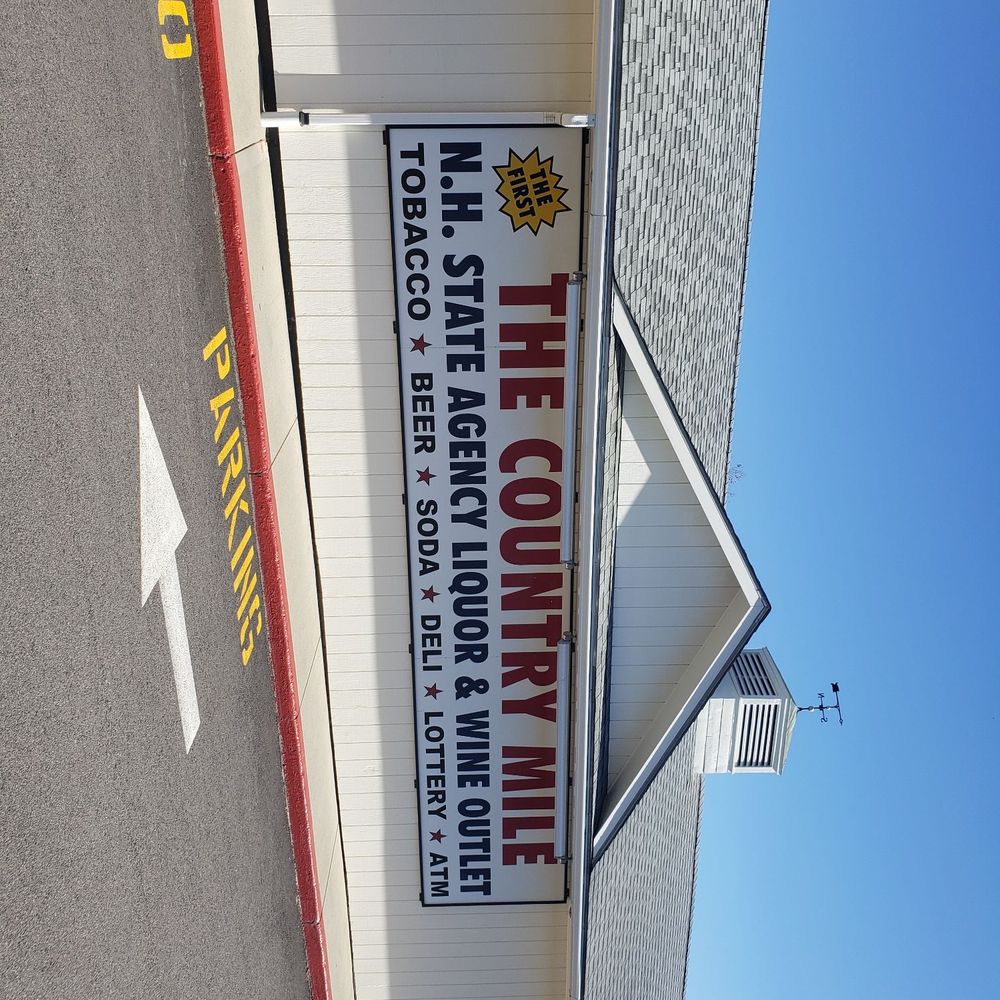 THE
FIRST
THE COUNTRY MILE
N.H. STATE AGENCY LIQUOR & WINE OUTLET
TOBACCO ★ BEER ★ SODA ★ DELI ★ LOTTERY ★ ATM
PARKING